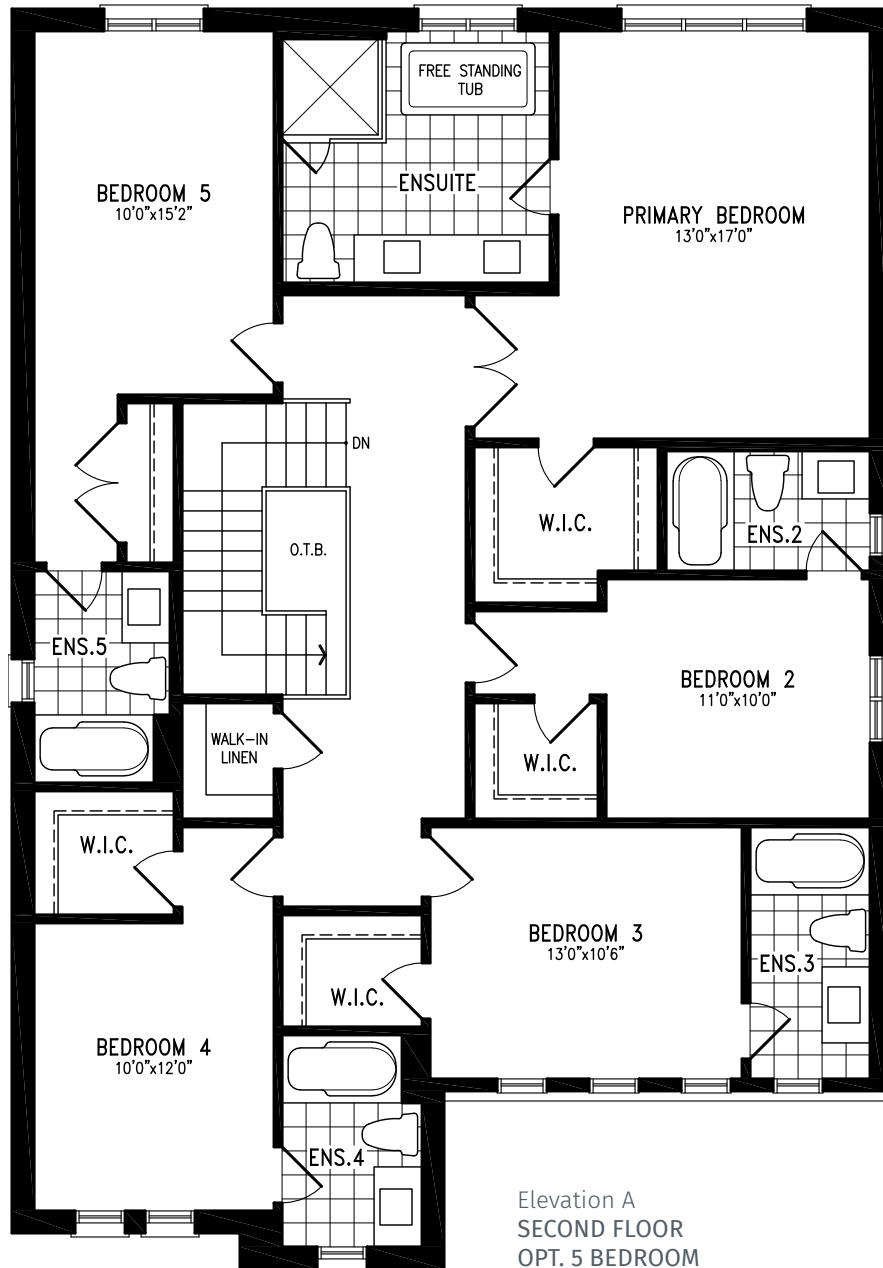 FREE STANDING
TUB
BEDROOM 5
10'0"x15'2"
ENSUITE
PRIMARY BEDROOM
13'0"x17'0"
DN
W.I.C.
ENS.2
O.T.B.
ENS.5
BEDROOM 2
11'0"x10'0"
WALK-IN
LINEN
W.I.C.
W.I.C.
BEDROOM 3
13'0"x10'6"
ENS.3
W.I.C.
BEDROOM 4
10'0"x12'0"
ENS.4
Elevation A
SECOND FLOOR
OPT. 5 BEDROOM